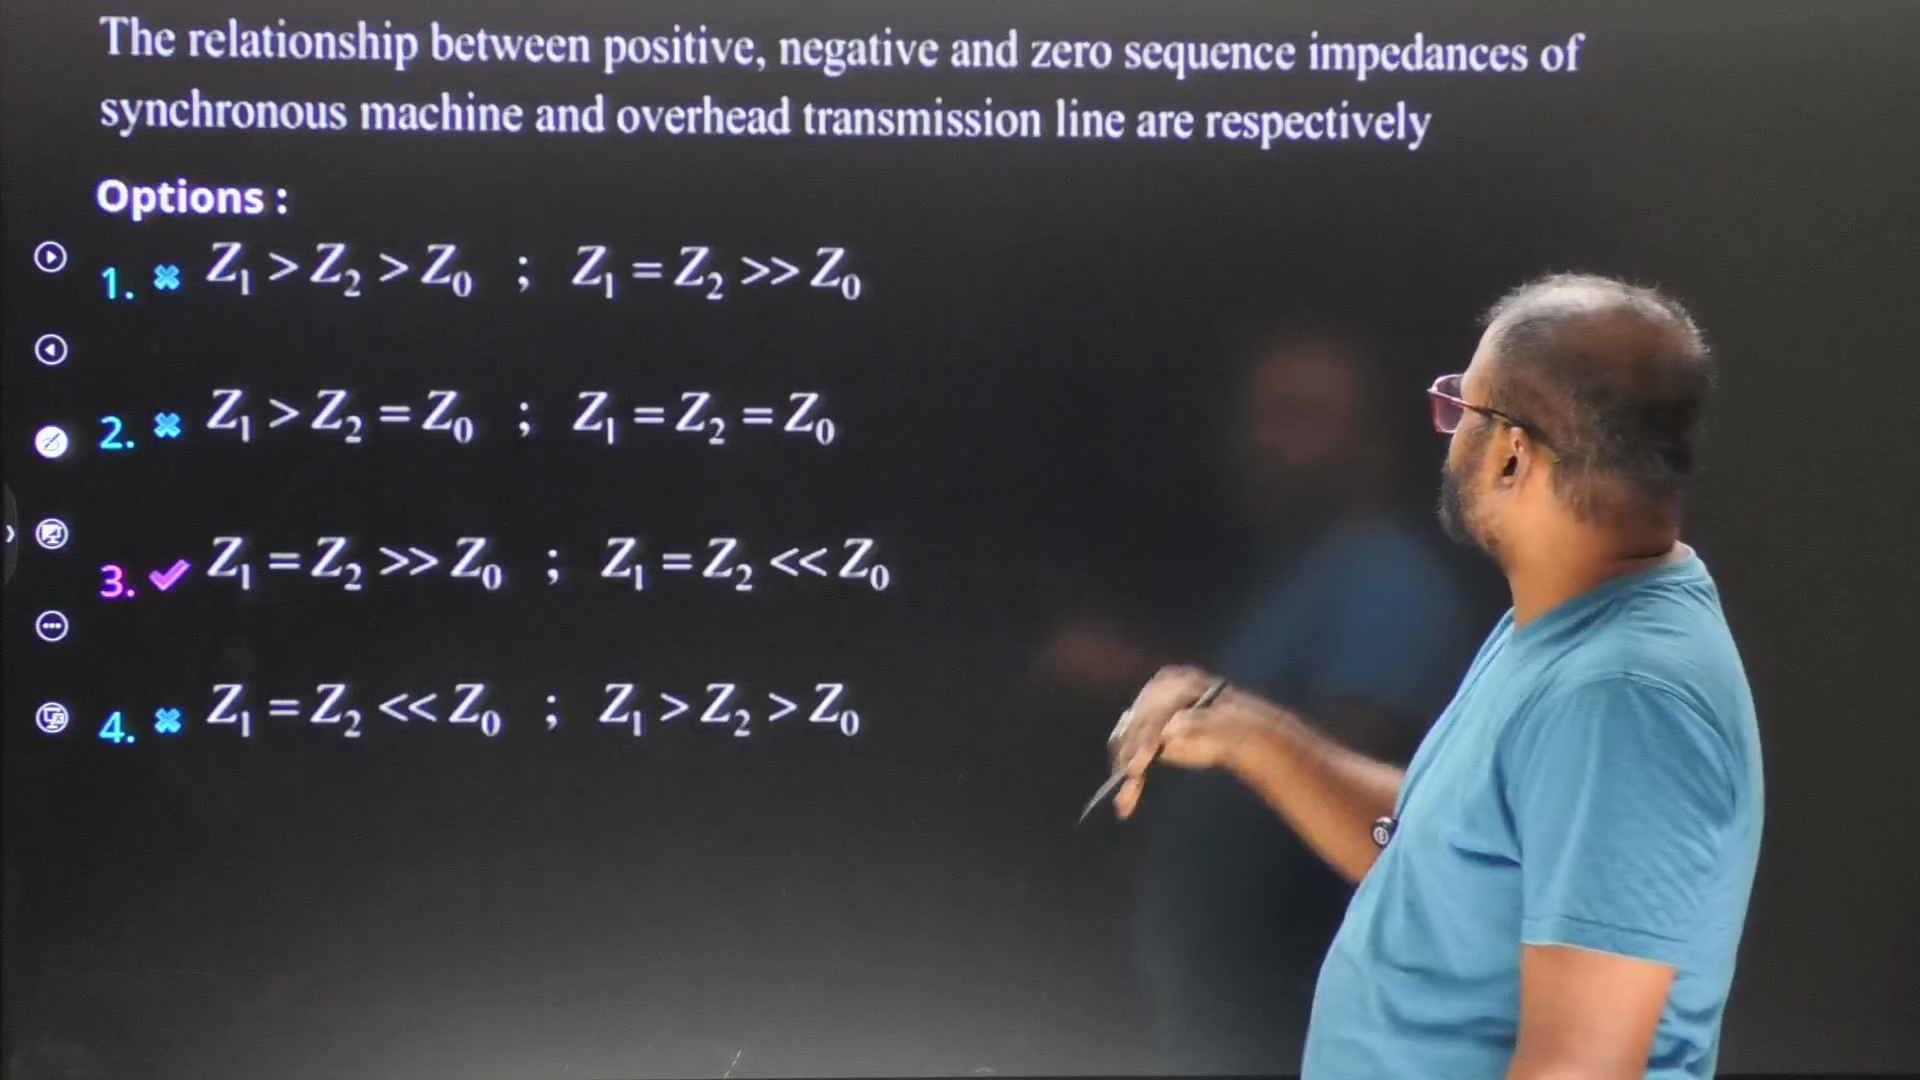 The relationship between positive, negative and zero sequence impedances of
synchronous machine and overhead transmission line are respectively
Options :
1. ✖ Z₁ > Z₂ > Z₀ ; Z₁ = Z₂ >> Z₀
2. ✖ Z₁ > Z₂ = Z₀ ; Z₁ = Z₂ = Z₀
3. ✔ Z₁ = Z₂ >> Z₀ ; Z₁ = Z₂ << Z₀
4. ✖ Z₁ = Z₂ << Z₀ ; Z₁ > Z₂ > Z₀